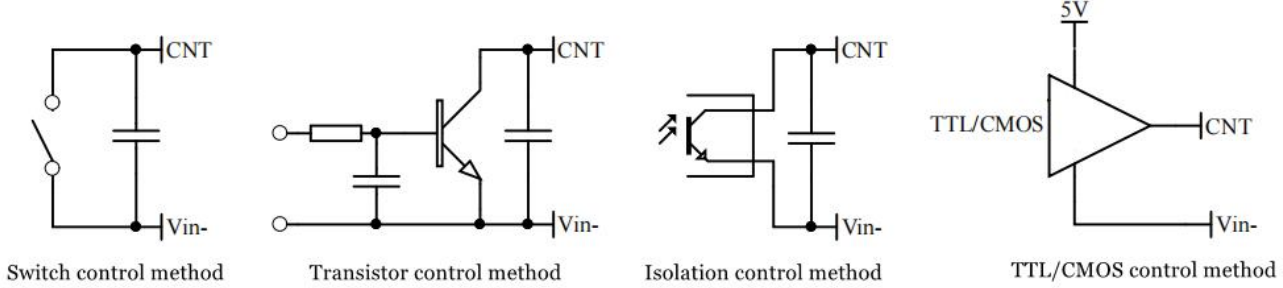 5V
CNT
CNT
CNT
TTL/CMOS
CNT
Vin-
Vin-
Vin-
Vin-
Switch control method
Transistor control method
Isolation control method
TTL/CMOS control method